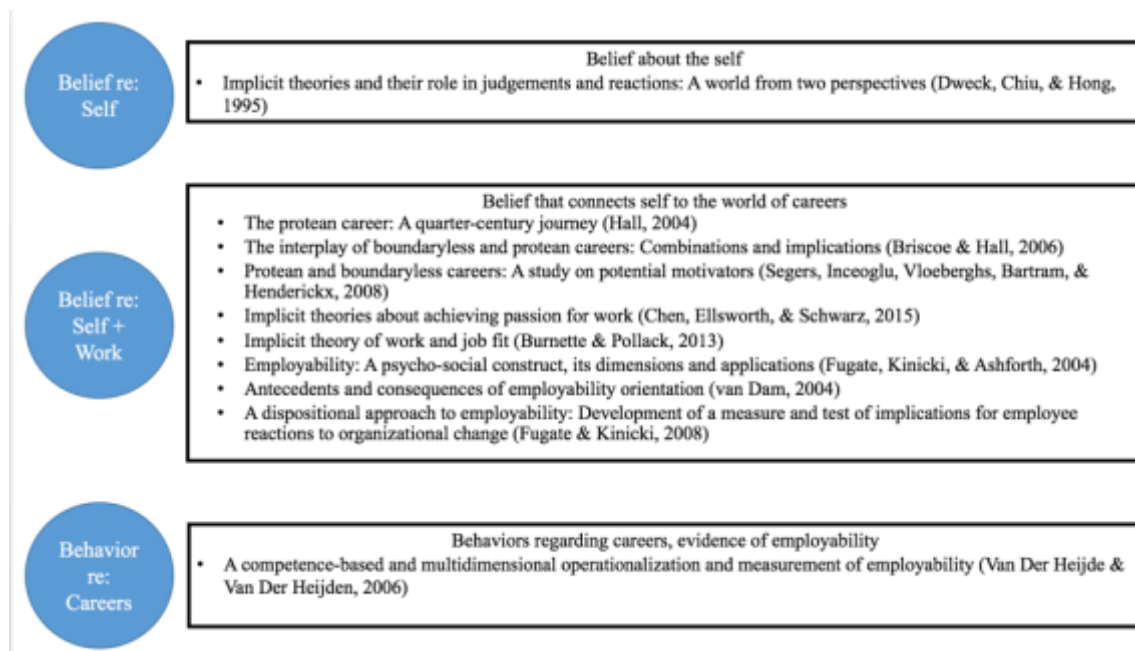 Belief re:
Self
Belief about the self
• Implicit theories and their role in judgements and reactions: A world from two perspectives (Dweck, Chiu, & Hong,
1995)
Belief re:
Self +
Work
Belief that connects self to the world of careers
• The protean career: A quarter-century journey (Hall, 2004)
• The interplay of boundaryless and protean careers: Combinations and implications (Briscoe & Hall, 2006)
• Protean and boundaryless careers: A study on potential motivators (Segers, Inceoglu, Vloeberghs, Bartram, &
Henderickx, 2008)
• Implicit theories about achieving passion for work (Chen, Ellsworth, & Schwarz, 2015)
• Implicit theory of work and job fit (Burnette & Pollack, 2013)
• Employability: A psycho-social construct, its dimensions and applications (Fugate, Kinicki, & Ashforth, 2004)
• Antecedents and consequences of employability orientation (van Dam, 2004)
• A dispositional approach to employability: Development of a measure and test of implications for employee
reactions to organizational change (Fugate & Kinicki, 2008)
Behavior
re:
Careers
Behaviors regarding careers, evidence of employability
• A competence-based and multidimensional operationalization and measurement of employability (Van Der Heijde &
Van Der Heijden, 2006)